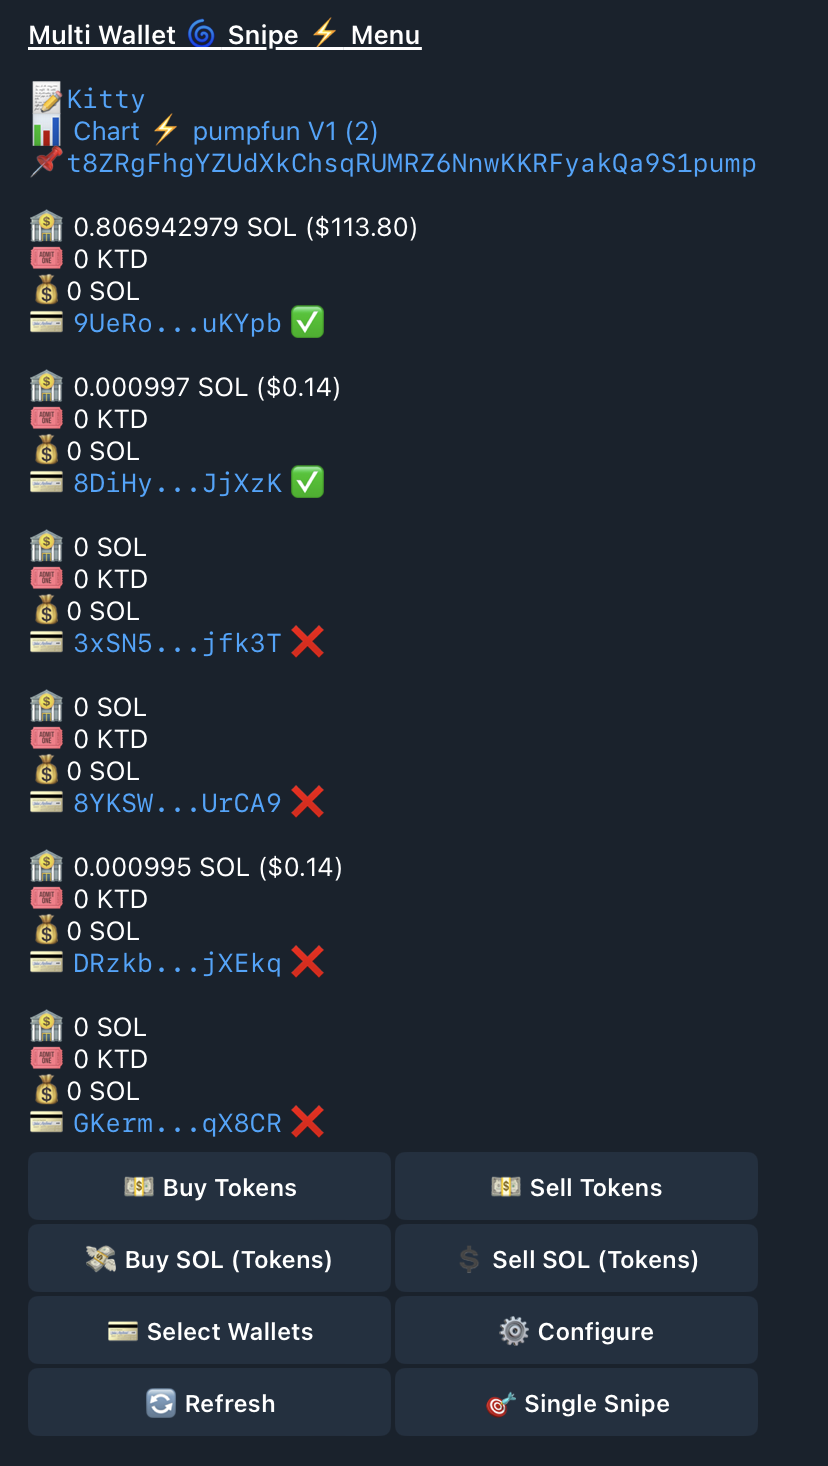 Multi Wallet 🌀 Snipe ⚡ Menu
📝Kitty
📊 Chart ⚡ pumpfun V1 (2)
📌t8ZRgFhgYZUdXkChsqRUMRZ6NnwKKRFyakQa9S1pump
🏦 0.806942979 SOL ($113.80)
🎟 0 KTD
💰0 SOL
💳 9UeRo...uKYpb ✅
🏦 0.000997 SOL ($0.14)
🎟 0 KTD
💰0 SOL
💳 8DiHy...JjXzK ✅
🏦 0 SOL
🎟 0 KTD
💰0 SOL
💳 3xSN5...jfk3T ❌
🏦 0 SOL
🎟 0 KTD
💰0 SOL
💳 8YKSW...UrCA9 ❌
🏦 0.000995 SOL ($0.14)
🎟 0 KTD
💰0 SOL
💳 DRzkb...jXEkq ❌
🏦 0 SOL
🎟 0 KTD
💰0 SOL
💳 GKerm...qX8CR ❌
💵 Buy Tokens
💵 Sell Tokens
💸 Buy SOL (Tokens)
💲 Sell SOL (Tokens)
💳 Select Wallets
⚙️ Configure
🔄 Refresh
🎯 Single Snipe